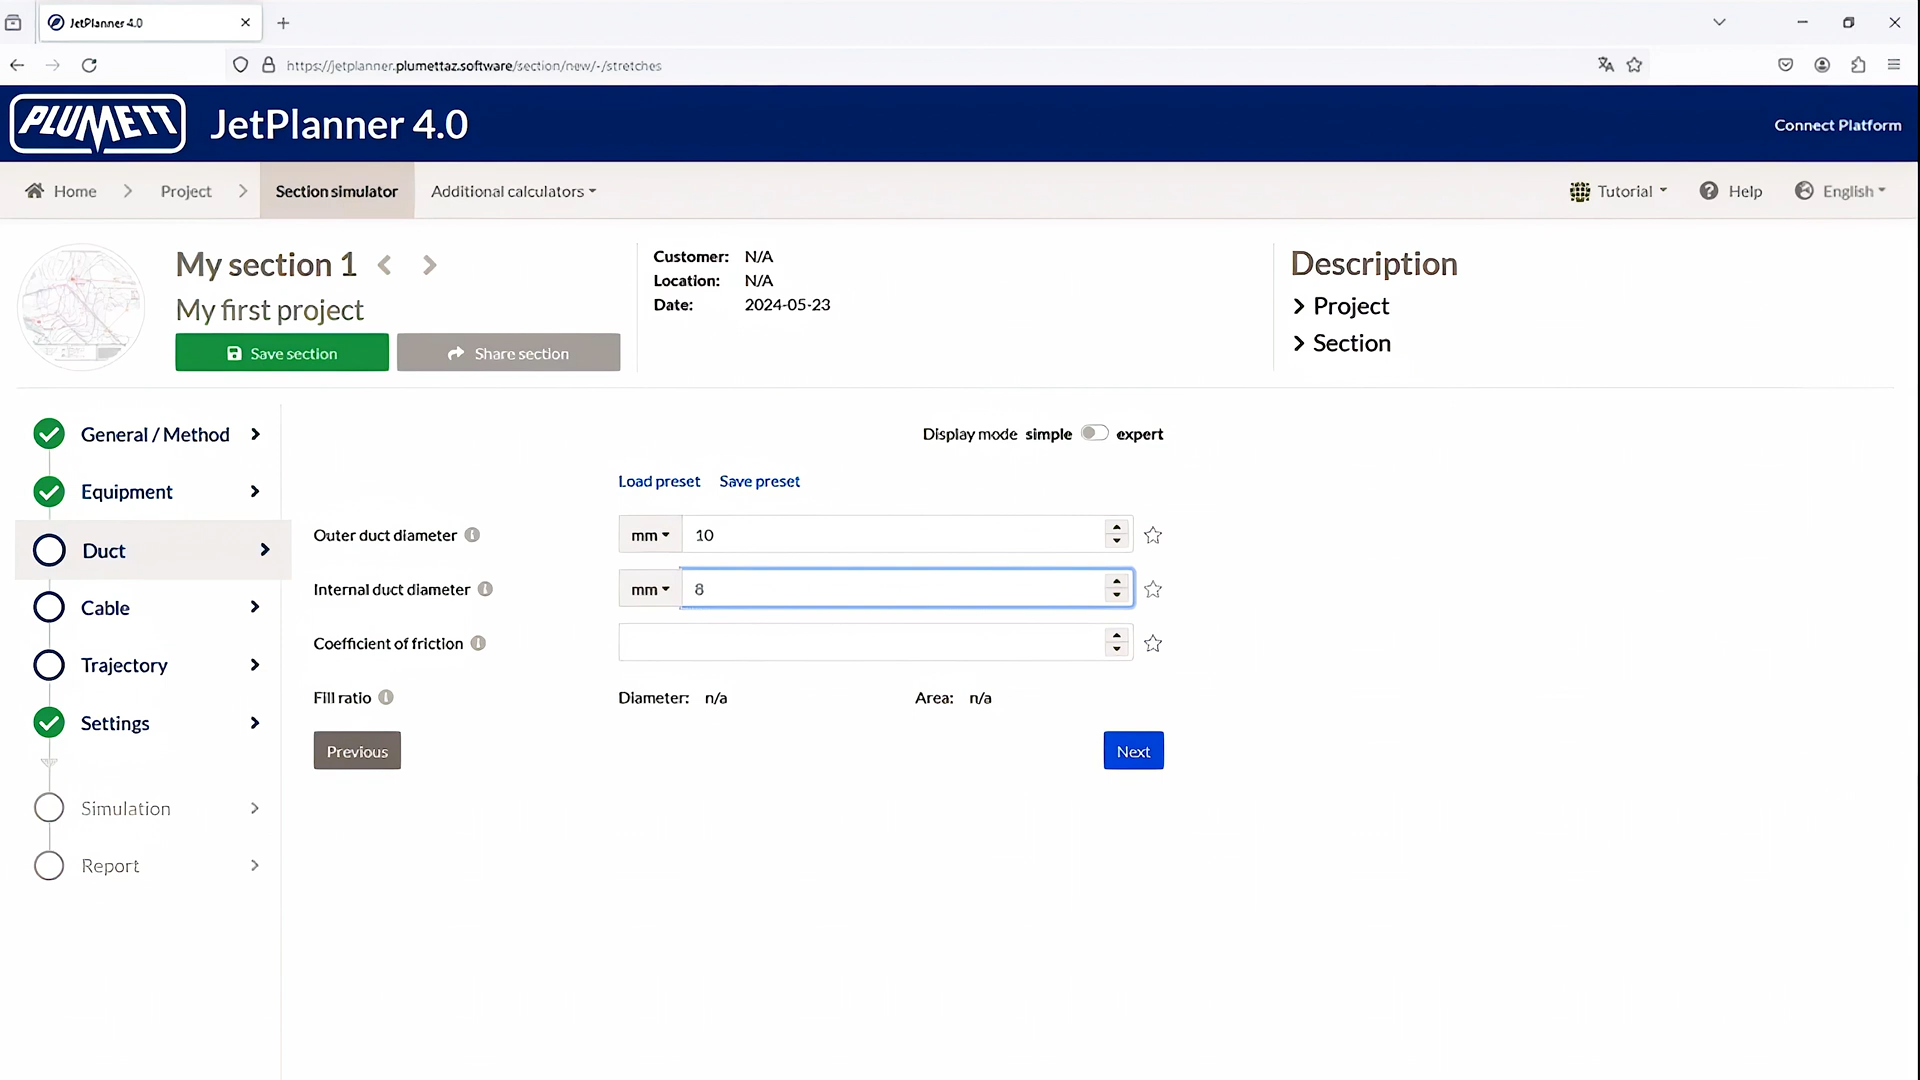 JetPlanner 4.0
https://jetplanner.plumettaz.software/section/new/-/stretches
PLUMETT
JetPlanner 4.0
Connect Platform
Home
Project
Section simulator
Additional calculators
Tutorial
Help
English
My section 1
My first project
Save section
Share section
Customer: N/A
Location: N/A
Date: 2024-05-23
Description
Project
Section
General / Method
Equipment
Duct
Cable
Trajectory
Settings
Simulation
Report
Display mode simple expert
Load preset Save preset
Outer duct diameter mm 10
Internal duct diameter mm 8
Coefficient of friction
Fill ratio Diameter: n/a Area: n/a
Previous
Next